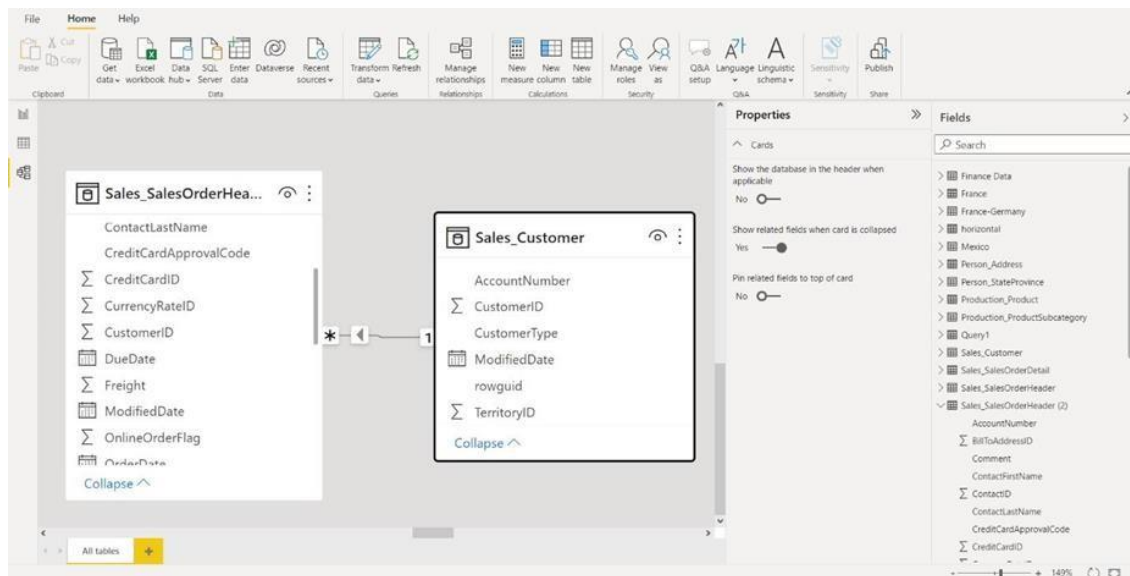 File Home Help
Paste
Cut
Copy
Get data
Excel workbook
Data hub
SQL Server
Enter data
Dataverse
Recent sources
Transform data
Refresh
Manage relationships
New measure
New column
New table
Manage roles
View as
Q&A setup
Language
Linguistic schema
Sensitivity
Publish
Clipboard Data Queries Relationships Calculations Security Q&A Sensitivity Share
Sales_SalesOrderHea...
ContactLastName
CreditCardApprovalCode
CreditCardID
CurrencyRateID
CustomerID
DueDate
Freight
ModifiedDate
OnlineOrderFlag
OrderDate
Collapse
* 1
Sales_Customer
AccountNumber
CustomerID
CustomerType
ModifiedDate
rowguid
TerritoryID
Collapse
Properties
Cards
Show the database in the header when
applicable
No
Show related fields when card is collapsed
Yes
Pin related fields to top of card
No
Fields
Search
Finance Data
France
France-Germany
horizontal
Mexico
Person_Address
Person_StateProvince
Production_Product
Production_ProductSubcategory
Query1
Sales_Customer
Sales_SalesOrderDetail
Sales_SalesOrderHeader
Sales_SalesOrderHeader (2)
AccountNumber
BillToAddressID
Comment
ContactFirstName
ContactID
ContactLastName
CreditCardApprovalCode
CreditCardID
All tables
149%